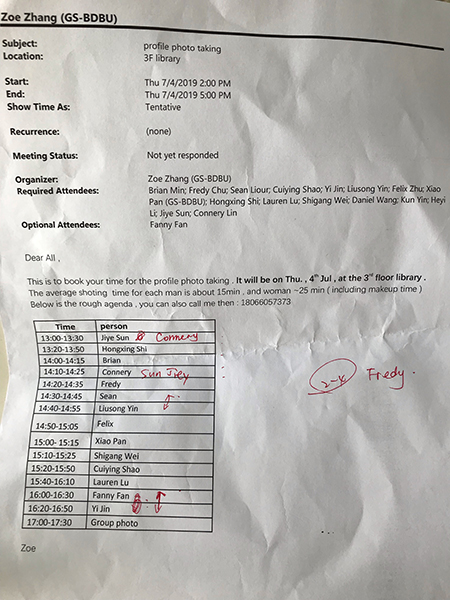 Zoe Zhang (GS-BDBU)
Subject: profile photo taking
Location: 3F library
Start: Thu 7/4/2019 2:00 PM
End: Thu 7/4/2019 5:00 PM
Show Time As: Tentative
Recurrence: (none)
Meeting Status: Not yet responded
Organizer: Zoe Zhang (GS-BDBU)
Required Attendees: Brian Min; Fredy Chu; Sean Liour; Cuiying Shao; Yi Jin; Liusong Yin; Felix Zhu; Xiao
Pan (GS-BDBU); Hongxing Shi; Lauren Lu; Shigang Wei; Daniel Wang; Kun Yin; Heyi
Li; Jiye Sun; Connery Lin
Optional Attendees: Fanny Fan
Dear All ,
This is to book your time for the profile photo taking . It will be on Thu. , 4th Jul , at the 3rd floor library .
The average shoting time for each man is about 15min , and woman ~25 min ( including makeup time )
Below is the rough agenda , you can also call me then : 18066057373
Time person
13:00-13:30 Jiye Sun Connery
13:20-13:50 Hongxing Shi
14:00-14:15 Brian
14:10-14:25 Connery Sun
14:20-14:35 Fredy
14:30-14:45 Sean
14:40-14:55 Liusong Yin
14:50-15:05 Felix
15:00- 15:15 Xiao Pan
15:10-15:25 Shigang Wei
15:20-15:50 Cuiying Shao
15:40-16:10 Lauren Lu
16:00-16:30 Fanny Fan
16:20-16:50 Yi Jin
17:00-17:30 Group photo
Fredy.
Zoe